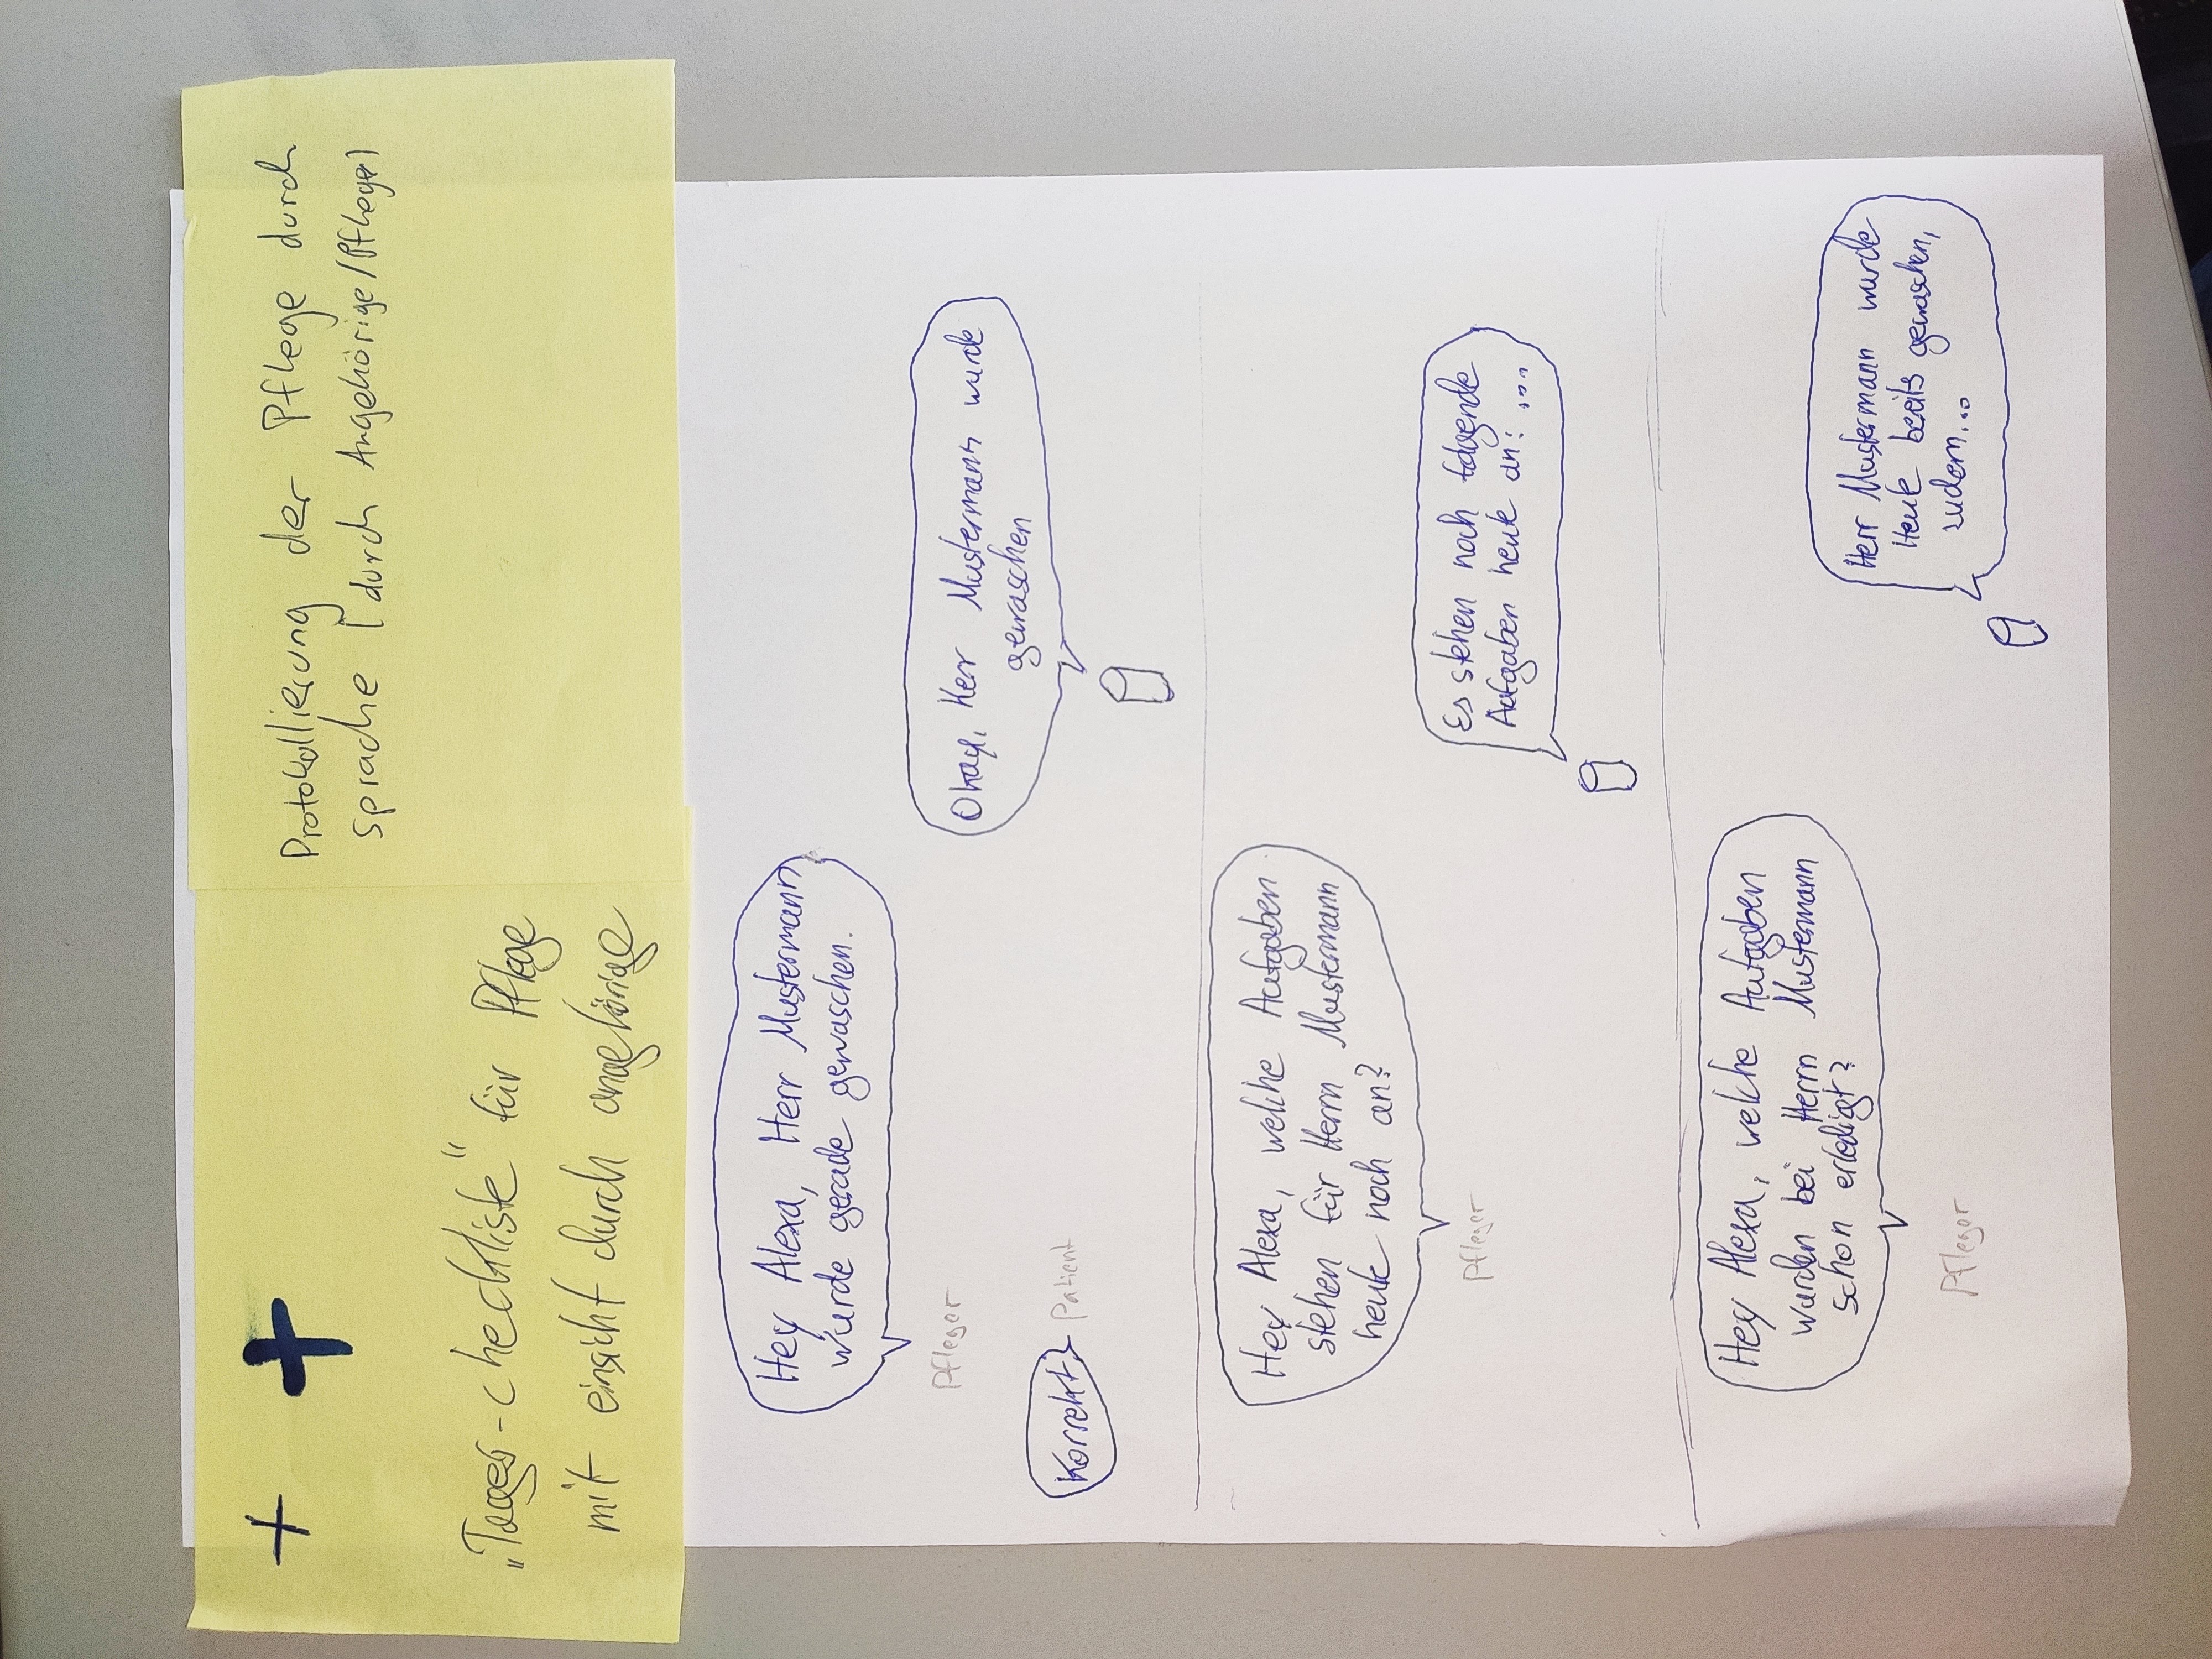 + +
„Tages-checkliste" für Pflege
mit einsicht durch angehörige
Protokollierung der Pflege durch
sprache (durch Angehörige/Pfleger)
Hey Alexa, Herr Mustermann
wurde gerade gewaschen.
Pfleger
Okay, Herr Mustermann wurde
gewaschen
Korrekt!
Patient
Hey Alexa, welche Aufgaben
stehen für Herrn Mustermann
heute noch an?
Pfleger
Es stehen noch folgende
Aufgaben heute an: ...
Hey Alexa, welche Aufgaben
wurden bei Herrn Mustermann
schon erledigt?
Pfleger
Herr Mustermann wurde
Heute bereits gewaschen,
zudem...